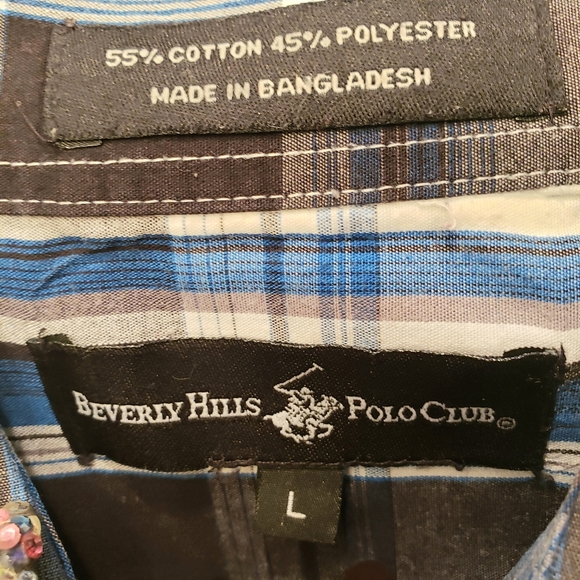 55% COTTON 45% POLYESTER
MADE IN BANGLADESH
BEVERLY HILLS POLO CLUB®
L